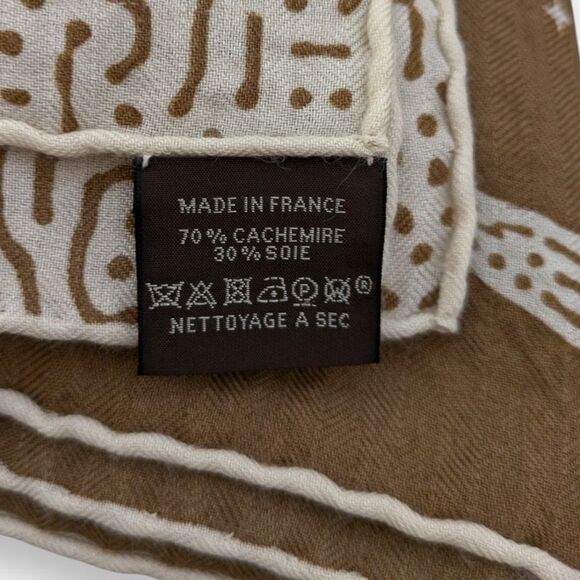 MADE IN FRANCE
70% CACHEMIRE
30% SOIE
P W ®
NETTOYAGE A SEC